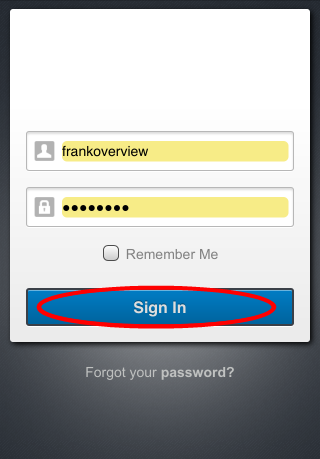 frankoverview
●●●●●●●●
Remember Me
Sign In
Forgot your password?